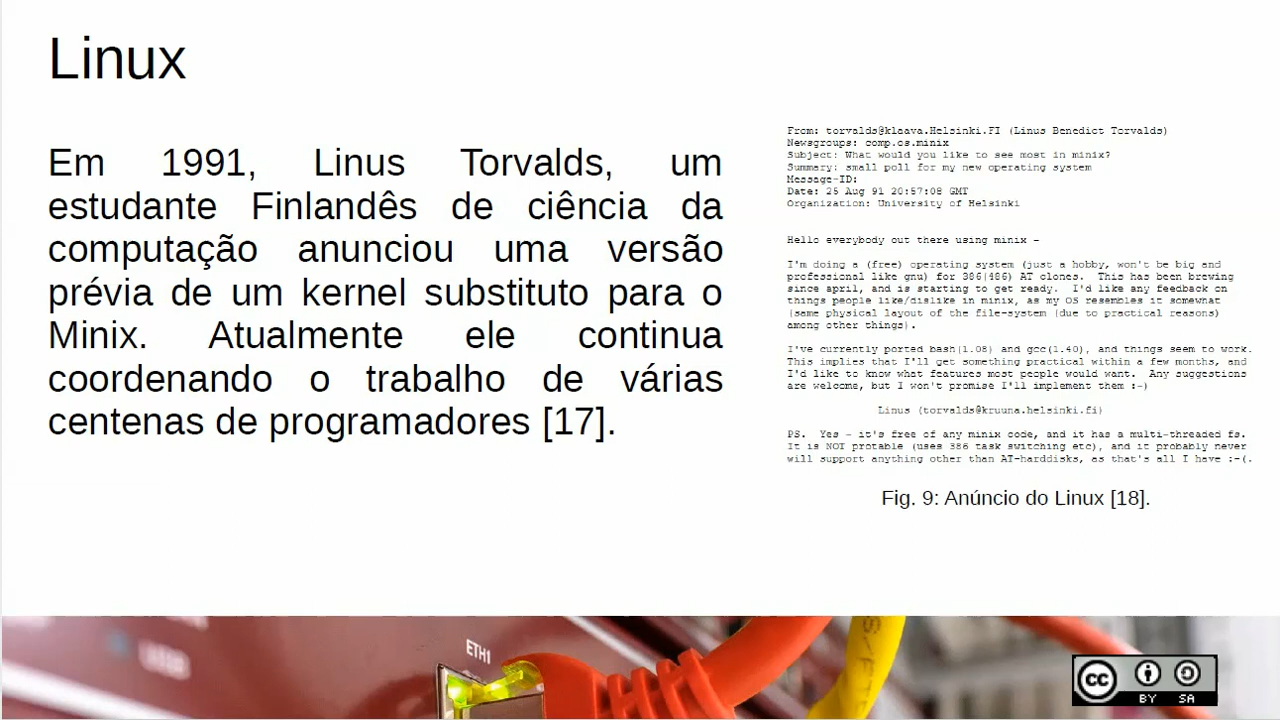 Linux
Em 1991, Linus Torvalds, um
estudante Finlandês de ciência da
computação anunciou uma versão
prévia de um kernel substituto para o
Minix. Atualmente ele continua
coordenando o trabalho de várias
centenas de programadores [17].
From: torvalds@klaava.Helsinki.FI (Linus Benedict Torvalds)
Newsgroups: comp.os.minix
Subject: What would you like to see most in minix?
Summary: small poll for my new operating system
Message-ID:
Date: 25 Aug 91 20:57:08 GMT
Organization: University of Helsinki
Hello everybody out there using minix -
I'm doing a (free) operating system (just a hobby, won't be big and
professional like gnu) for 386(486) AT clones. This has been brewing
since april, and is starting to get ready. I'd like any feedback on
things people like/dislike in minix, as my OS resembles it somewhat
(same physical layout of the file-system (due to practical reasons)
among other things).
I've currently ported bash(1.08) and gcc(1.40), and things seem to work.
This implies that I'll get something practical within a few months, and
I'd like to know what features most people would want. Any suggestions
are welcome, but I won't promise I'll implement them :-)
Linus (torvalds@kruuna.helsinki.fi)
PS. Yes - it's free of any minix code, and it has a multi-threaded fs.
It is NOT protable (uses 386 task switching etc), and it probably never
will support anything other than AT-harddisks, as that's all I have :-(.
Fig. 9: Anúncio do Linux [18].
ETH1
cc
BY SA